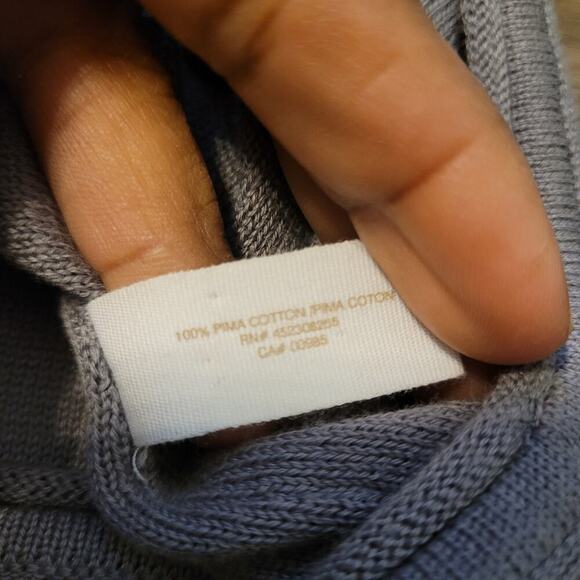 100% PIMA COTTON /PIMA COTON
RN# 452308255
CA# 00985